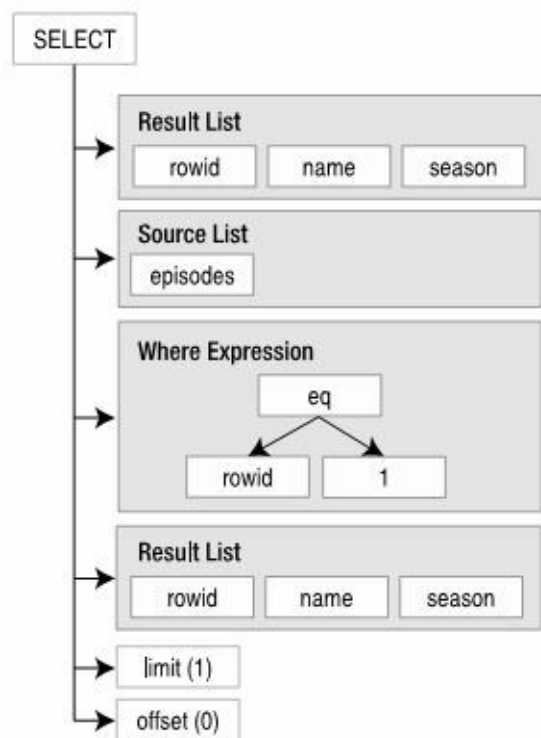 SELECT
Result List
rowid name season
Source List
episodes
Where Expression
eq
rowid 1
Result List
rowid name season
limit (1)
offset (0)